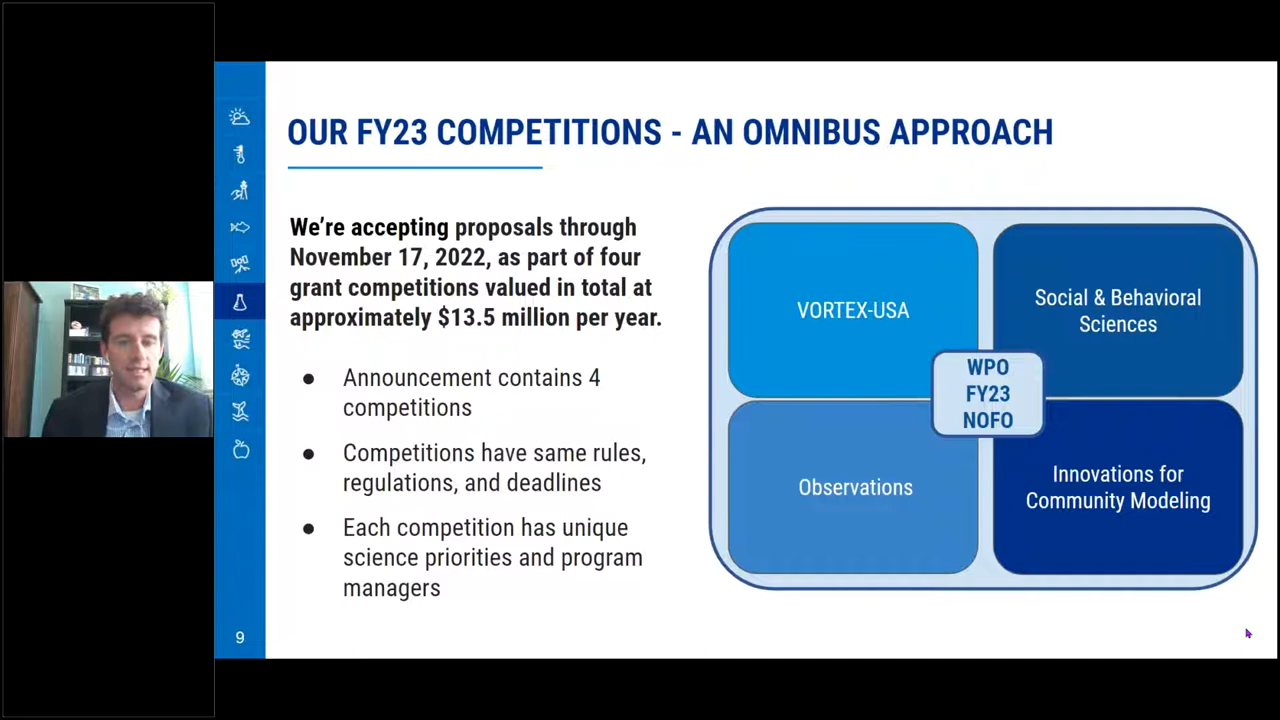 OUR FY23 COMPETITIONS - AN OMNIBUS APPROACH
We’re accepting proposals through
November 17, 2022, as part of four
grant competitions valued in total at
approximately $13.5 million per year.
● Announcement contains 4
competitions
● Competitions have same rules,
regulations, and deadlines
● Each competition has unique
science priorities and program
managers
VORTEX-USA
Social & Behavioral
Sciences
WPO
FY23
NOFO
Observations
Innovations for
Community Modeling
9